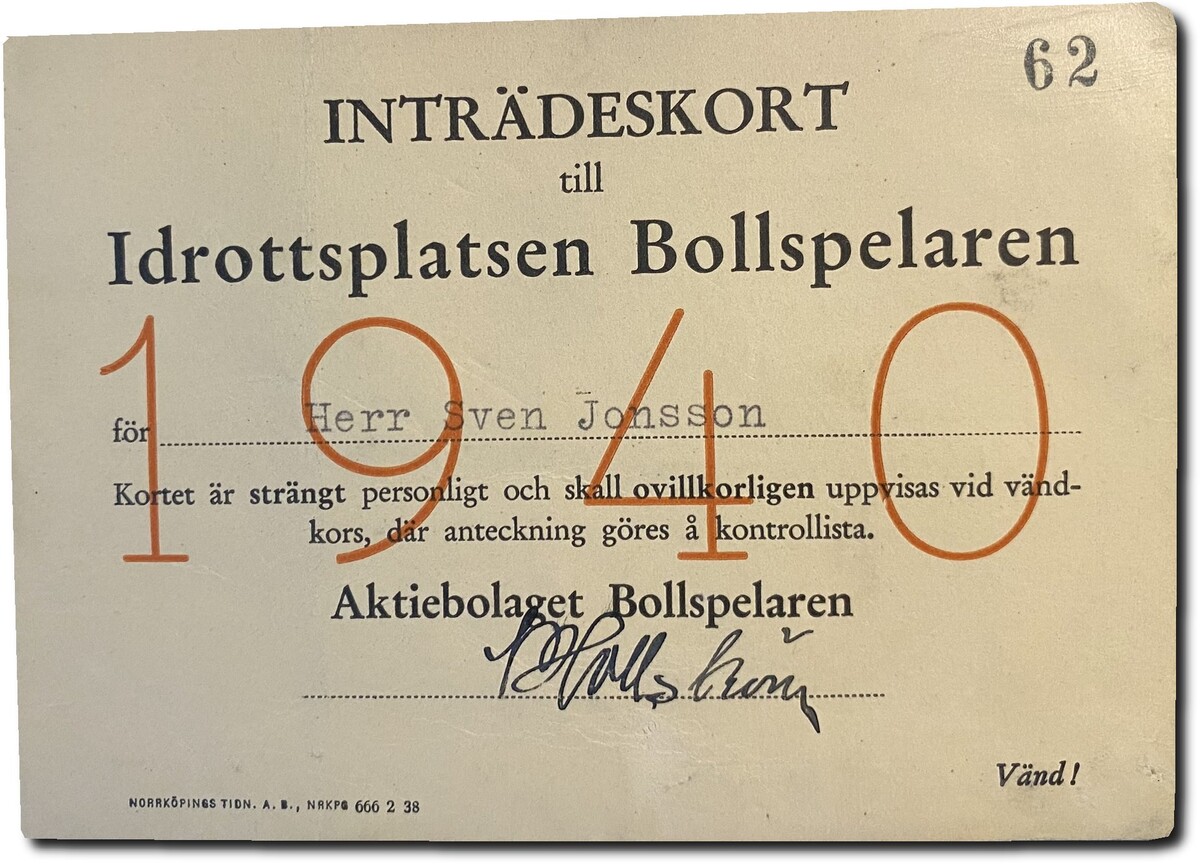 62
INTRÄDESKORT
till
Idrottsplatsen Bollspelaren
1940
för Herr Sven Jonsson
Kortet är strängt personligt och skall ovillkorligen uppvisas vid vänd-
kors, där anteckning göres å kontrollista.
Aktiebolaget Bollspelaren
Vänd!
NORRKÖPINGS TIDN. A. B., NRKPG 666 2 38